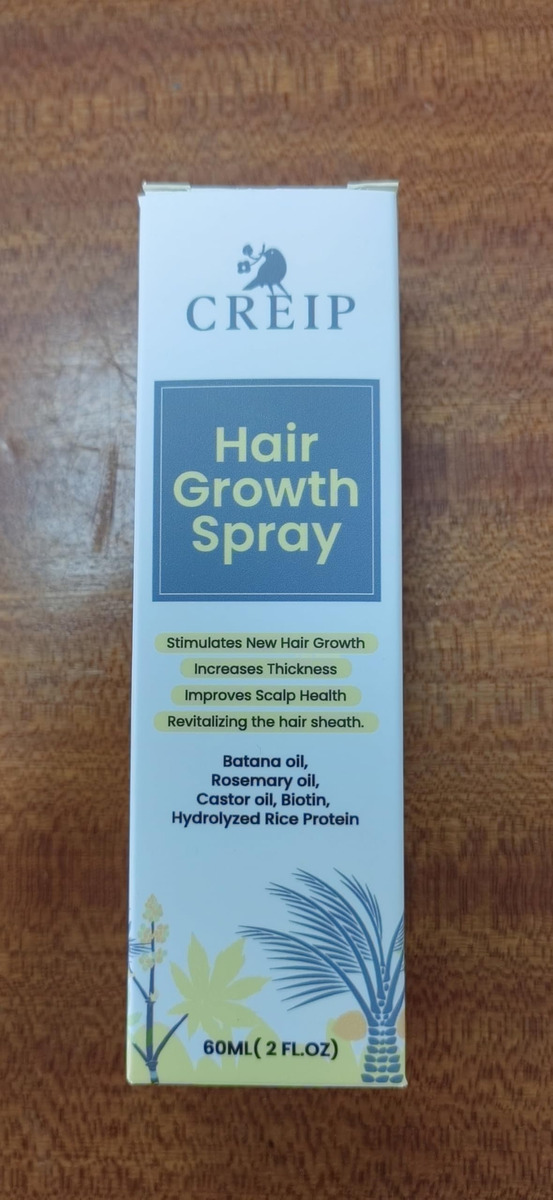 CREIP
Hair
Growth
Spray
Stimulates New Hair Growth
Increases Thickness
Improves Scalp Health
Revitalizing the hair sheath.
Batana oil,
Rosemary oil,
Castor oil, Biotin,
Hydrolyzed Rice Protein
60ML( 2 FL.OZ)